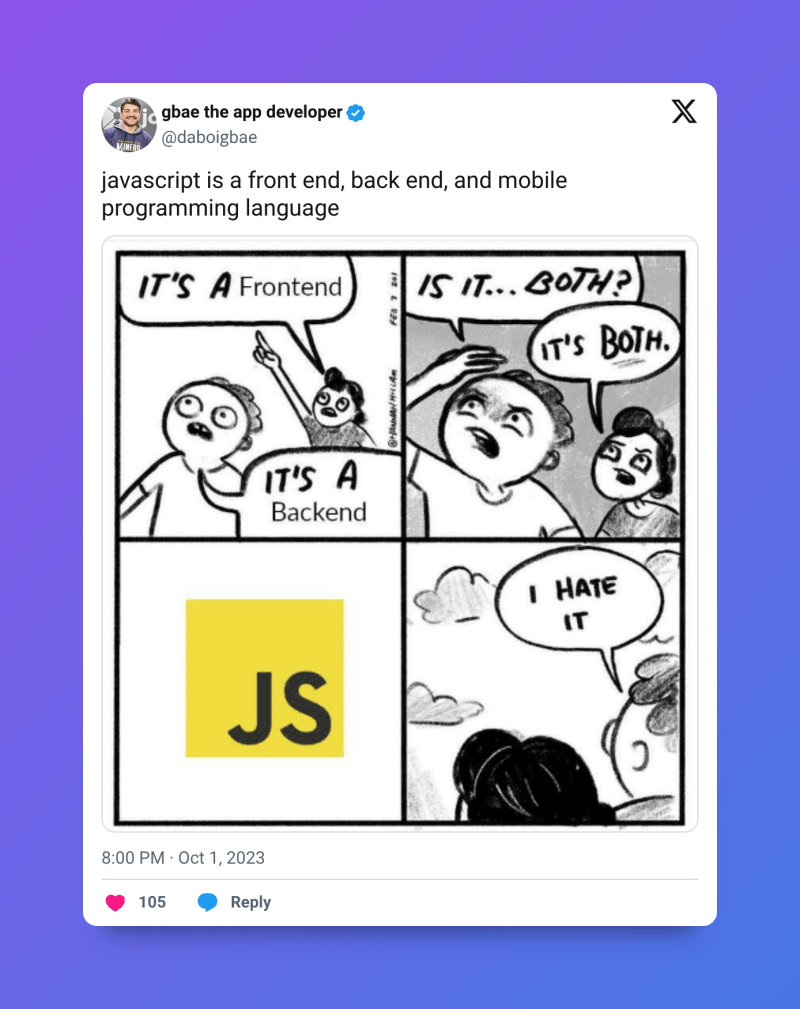 gbae the app developer
@daboigbae
javascript is a front end, back end, and mobile
programming language
IT'S A Frontend
IT'S A
Backend
@HANNAHHILLAM
IS IT... BOTH?
IT'S BOTH.
JS
I HATE
IT
8:00 PM · Oct 1, 2023
105
Reply